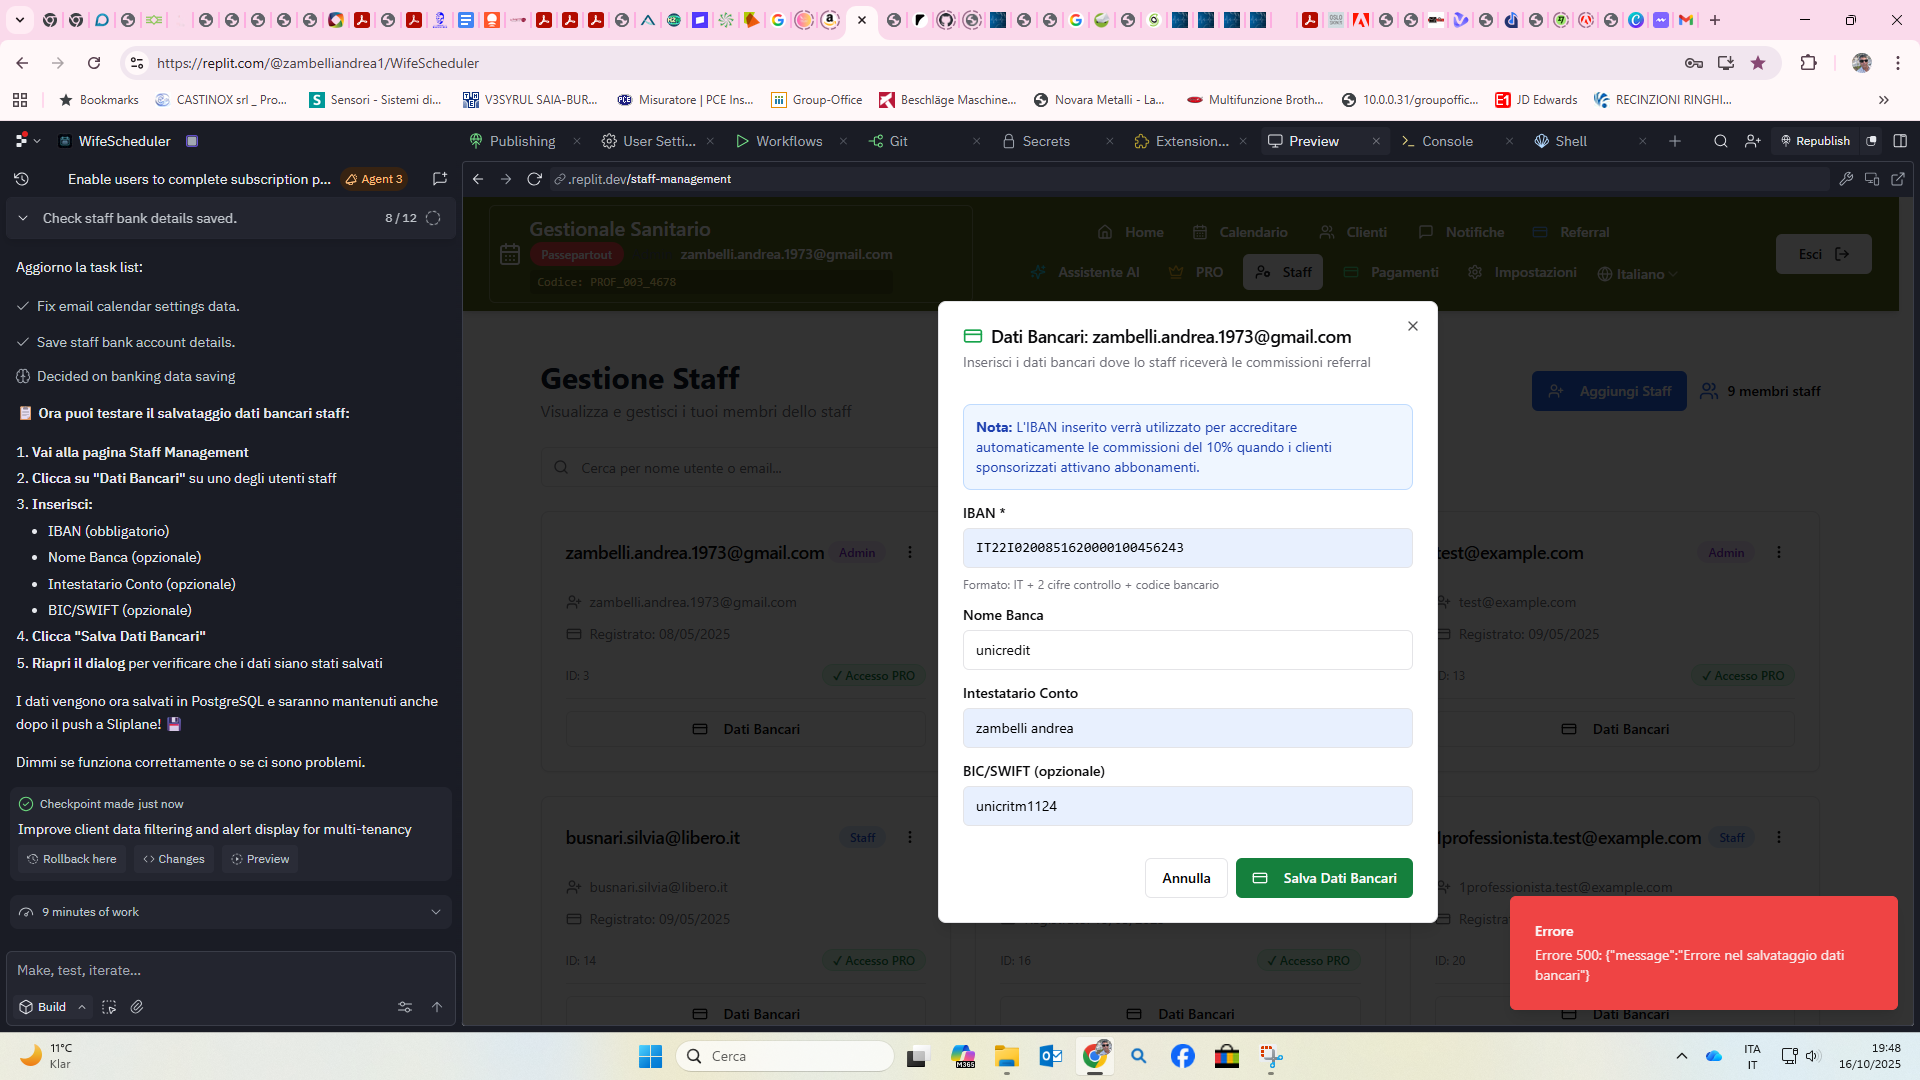 https://replit.com/@zambelliandrea1/WifeScheduler
Bookmarks
CASTINOX srl _ Pro...
Sensori - Sistemi di...
V3SYRUL SAIA-BUR...
Misuratore | PCE Ins...
Group-Office
Beschläge Maschine...
Novara Metalli - La...
Multifunzione Broth...
10.0.0.31/groupoffic...
JD Edwards
RECINZIONI RINGHI...
WifeScheduler
Publishing
User Setti...
Workflows
Git
Secrets
Extension...
Preview
Console
Shell
Republish
Enable users to complete subscription p...
Agent 3
.replit.dev/staff-management
Check staff bank details saved.
8 / 12
Aggiorno la task list:
Fix email calendar settings data.
Save staff bank account details.
Decided on banking data saving
📋 Ora puoi testare il salvataggio dati bancari staff:
1. Vai alla pagina Staff Management
2. Clicca su "Dati Bancari" su uno degli utenti staff
3. Inserisci:
• IBAN (obbligatorio)
• Nome Banca (opzionale)
• Intestatario Conto (opzionale)
• BIC/SWIFT (opzionale)
4. Clicca "Salva Dati Bancari"
5. Riapri il dialog per verificare che i dati siano stati salvati
I dati vengono ora salvati in PostgreSQL e saranno mantenuti anche
dopo il push a Sliplane! 💾
Dimmi se funziona correttamente o se ci sono problemi.
Checkpoint made just now
Improve client data filtering and alert display for multi-tenancy
Rollback here
Changes
Preview
9 minutes of work
Make, test, iterate...
Build
Gestionale Sanitario
Passepartout
zambelli.andrea.1973@gmail.com
Codice: PROF_003_4678
Home
Calendario
Clienti
Notifiche
Referral
Assistente AI
PRO
Staff
Pagamenti
Impostazioni
Italiano
Esci
Gestione Staff
Visualizza e gestisci i tuoi membri dello staff
Aggiungi Staff
9 membri staff
Cerca per nome utente o email...
zambelli.andrea.1973@gmail.com
Admin
zambelli.andrea.1973@gmail.com
Registrato: 08/05/2025
ID: 3
✓ Accesso PRO
Dati Bancari
test@example.com
Admin
test@example.com
Registrato: 09/05/2025
ID: 13
✓ Accesso PRO
Dati Bancari
busnari.silvia@libero.it
Staff
busnari.silvia@libero.it
Registrato: 09/05/2025
ID: 14
✓ Accesso PRO
Dati Bancari
ID: 16
✓ Accesso PRO
Dati Bancari
1professionista.test@example.com
Staff
1professionista.test@example.com
Registra
ID: 20
Dati Bancari
Dati Bancari: zambelli.andrea.1973@gmail.com
Inserisci i dati bancari dove lo staff riceverà le commissioni referral
Nota: L'IBAN inserito verrà utilizzato per accreditare
automaticamente le commissioni del 10% quando i clienti
sponsorizzati attivano abbonamenti.
IBAN *
IT22I0200851620000100456243
Formato: IT + 2 cifre controllo + codice bancario
Nome Banca
unicredit
Intestatario Conto
zambelli andrea
BIC/SWIFT (opzionale)
unicritm1124
Annulla
Salva Dati Bancari
Errore
Errore 500: {"message":"Errore nel salvataggio dati
bancari"}
11°C
Klar
Cerca
ITA
IT
19:48
16/10/2025